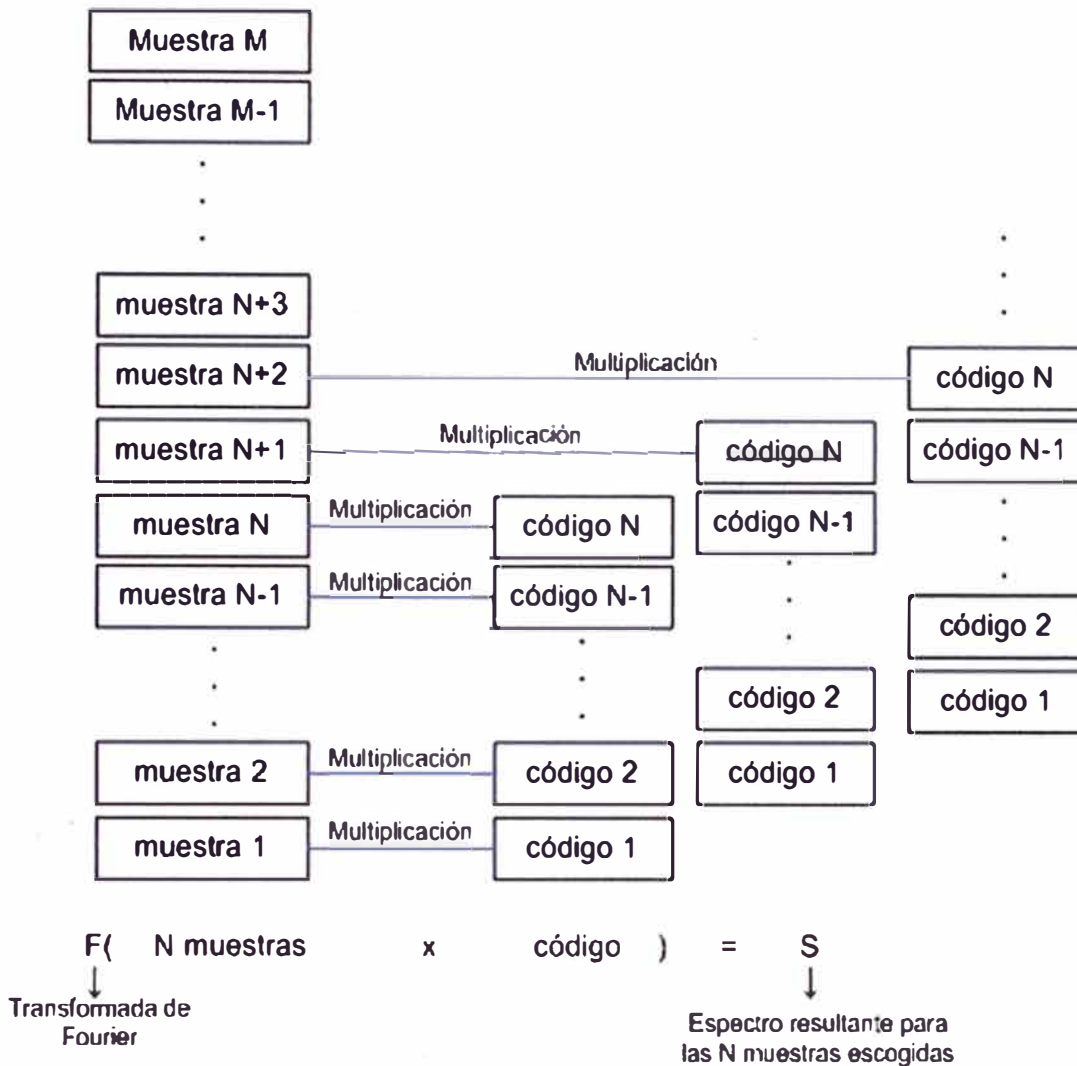 Muestra M
Muestra M-1
muestra N+3
muestra N+2 Multiplicación código N
muestra N+1 Multiplicación código N código N-1
muestra N Multiplicación código N código N-1
muestra N-1 Multiplicación código N-1
código 2
código 2 código 1
muestra 2 Multiplicación código 2 código 1
muestra 1 Multiplicación código 1
F( N muestras x código ) = S
Transformada de
Fourier
Espectro resultante para
las N muestras escogidas